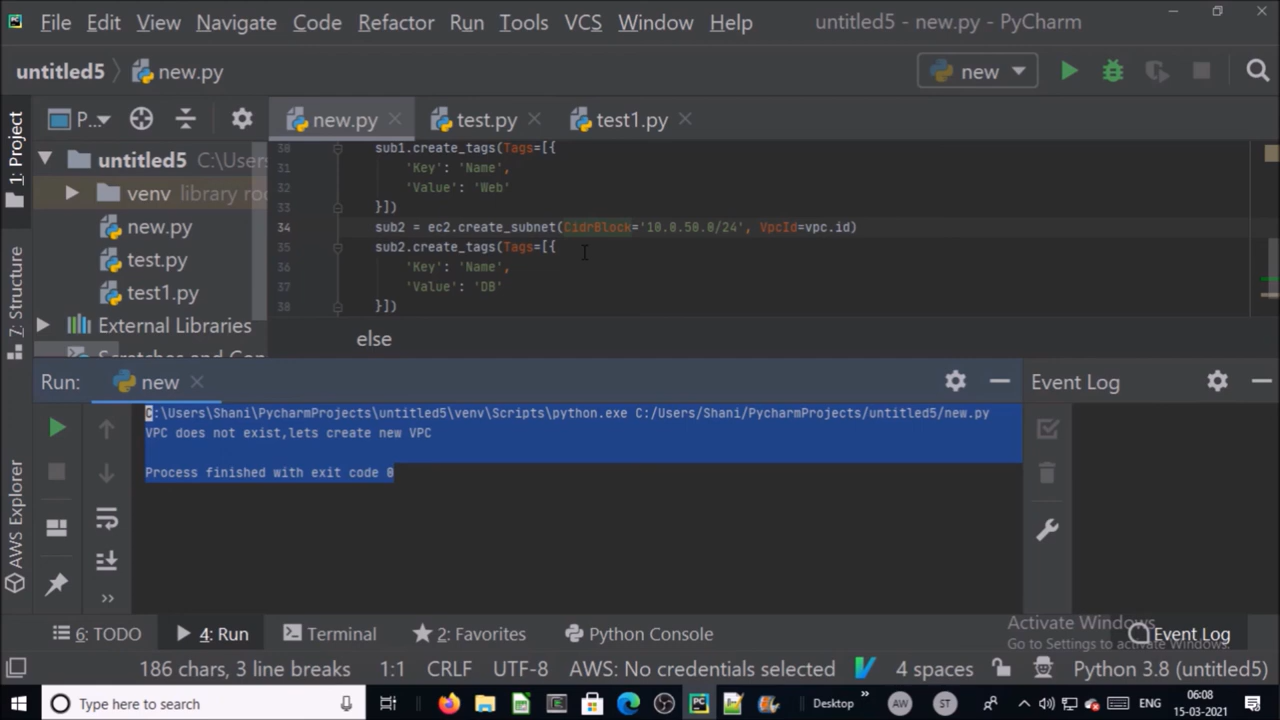 File Edit View Navigate Code Refactor Run Tools VCS Window Help untitled5 - new.py - PyCharm
untitled5 new.py new
1: Project
P... new.py test.py test1.py
untitled5 C:\Users
venv library roo
new.py
test.py
test1.py
External Libraries
Scratches and Con
30 sub1.create_tags(Tags=[{
31 'Key': 'Name',
32 'Value': 'Web'
33 }])
34 sub2 = ec2.create_subnet(CidrBlock='10.0.50.0/24', VpcId=vpc.id)
35 sub2.create_tags(Tags=[{
36 'Key': 'Name',
37 'Value': 'DB'
38 }])
else
7: Structure
AWS Explorer
Run: new Event Log
C:\Users\Shani\PycharmProjects\untitled5\venv\Scripts\python.exe C:/Users/Shani/PycharmProjects/untitled5/new.py
VPC does not exist,lets create new VPC
Process finished with exit code 0
Activate Windows
Go to Settings to activate Windows.
6: TODO 4: Run Terminal 2: Favorites Python Console Event Log
186 chars, 3 line breaks 1:1 CRLF UTF-8 AWS: No credentials selected 4 spaces Python 3.8 (untitled5)
Type here to search Desktop » AW ST ENG 06:08
15-03-2021